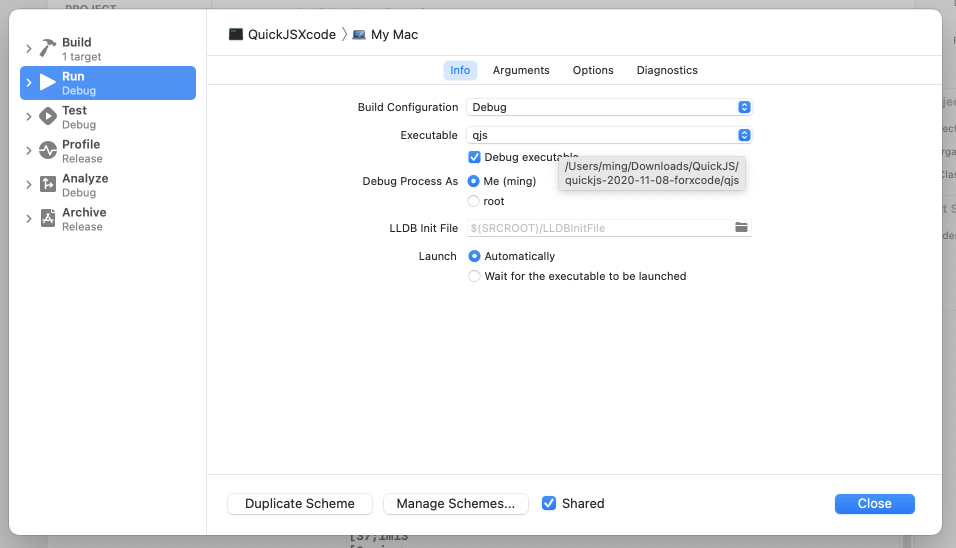 PROJECT
QuickJSXcode 〉 My Mac
Build
1 target
Run
Debug
Test
Debug
Profile
Release
Analyze
Debug
Archive
Release
Info Arguments Options Diagnostics
Build Configuration Debug
Executable qjs
Debug executable
/Users/ming/Downloads/QuickJS/
quickjs-2020-11-08-forxcode/qjs
Debug Process As Me (ming)
root
LLDB Init File $(SRCROOT)/LLDBInitFile
Launch Automatically
Wait for the executable to be launched
Duplicate Scheme Manage Schemes... Shared Close